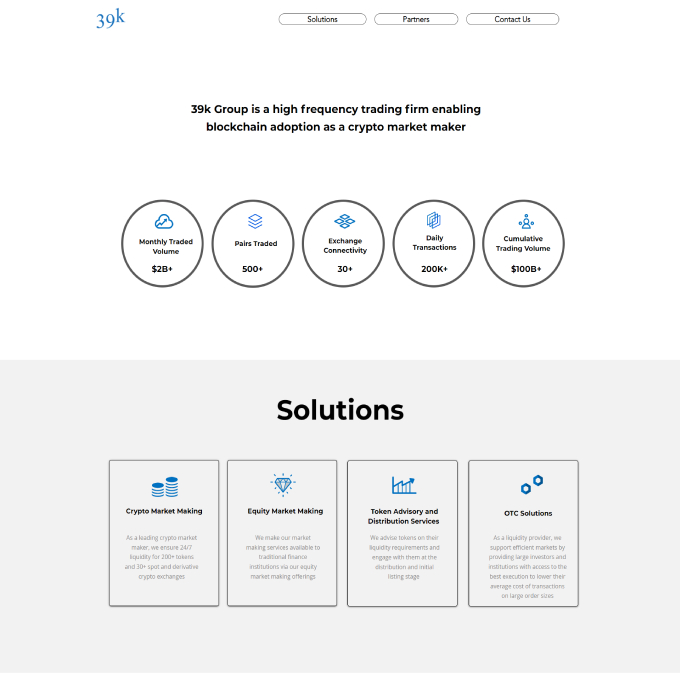 39k
Solutions
Partners
Contact Us
39k Group is a high frequency trading firm enabling
blockchain adoption as a crypto market maker
Monthly Traded
Volume
$2B+
Pairs Traded
500+
Exchange
Connectivity
30+
Daily
Transactions
200K+
Cumulative
Trading Volume
$100B+
Solutions
Crypto Market Making
As a leading crypto market
maker, we ensure 24/7
liquidity for 200+ tokens
and 30+ spot and derivative
crypto exchanges
Equity Market Making
We make our market
making services available to
traditional finance
institutions via our equity
market making offerings
Token Advisory and
Distribution Services
We advise tokens on their
liquidity requirements and
engage with them at the
distribution and initial
listing stage
OTC Solutions
As a liquidity provider, we
support efficient markets by
providing large investors and
institutions with access to the
best execution to lower their
average cost of transactions
on large order sizes